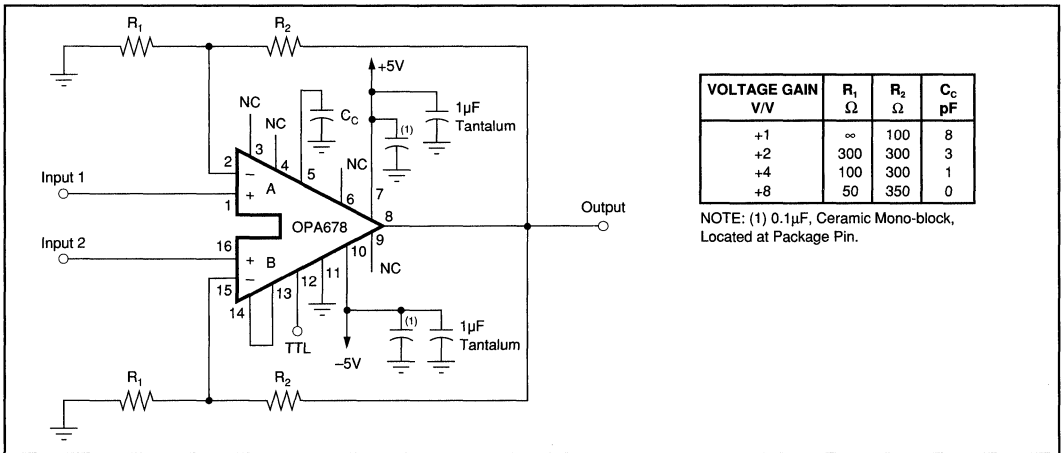 R₁
R₂
+5V
1µF
Tantalum
NC
NC
C_C
(1)
NC
3
4
5
6
7
2
−
A
Input 1
+
1
8
Output
OPA678
9
10
NC
Input 2
16
+ B
15
−
11
12
13
14
TTL
(1)
1µF
Tantalum
–5V
R₁
R₂
VOLTAGE GAIN V/V R₁ Ω R₂ Ω C_C pF
+1 ∞ 100 8
+2 300 300 3
+4 100 300 1
+8 50 350 0
NOTE: (1) 0.1µF, Ceramic Mono-block,
Located at Package Pin.